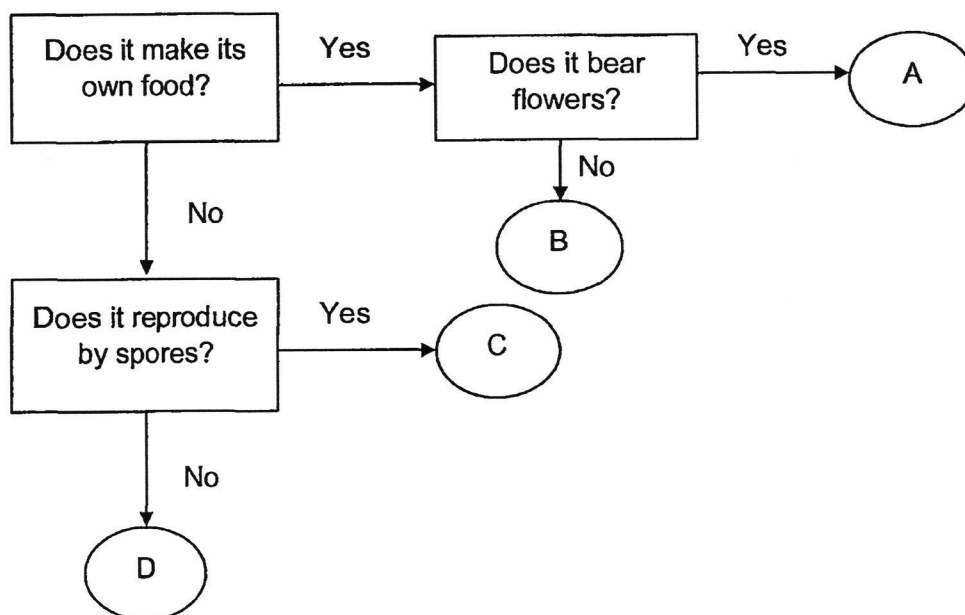 Does it make its
own food?
Yes
Does it bear
flowers?
Yes
A
No
B
No
Does it reproduce
by spores?
Yes
C
No
D